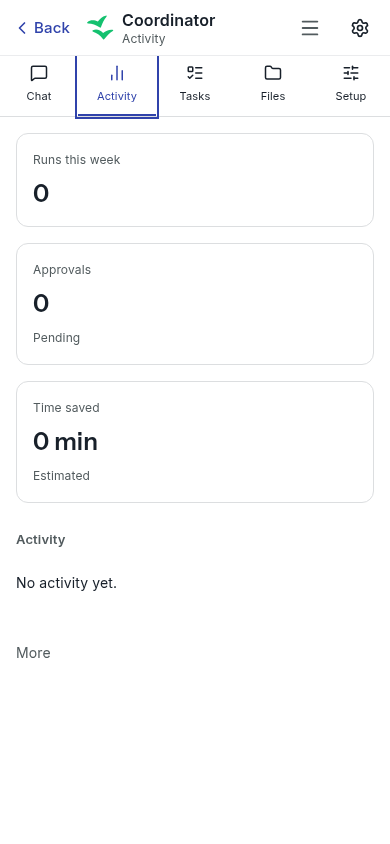 Back
Coordinator
Activity
Chat
Activity
Tasks
Files
Setup
Runs this week
0
Approvals
0
Pending
Time saved
0 min
Estimated
Activity
No activity yet.
More